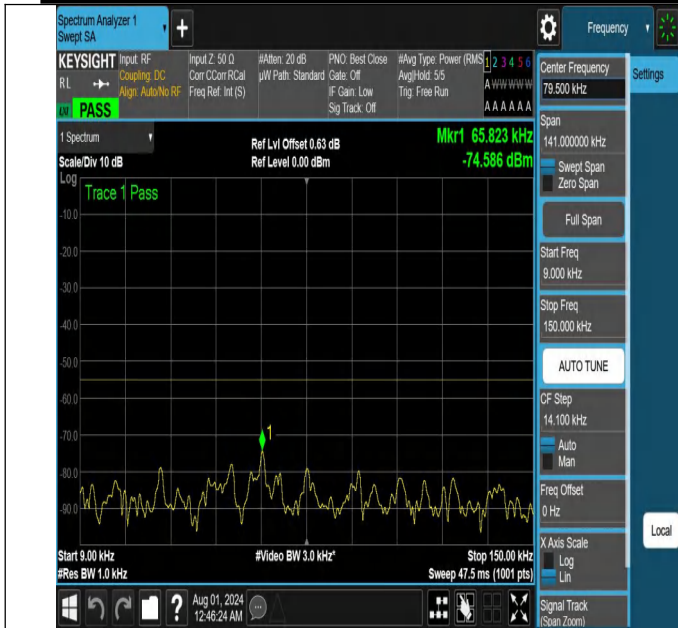 Spectrum Analyzer 1
Swept SA
+
Frequency
KEYSIGHT
RL
PASS
Input: RF
Coupling: DC
Align: Auto/No RF
Input Z: 50 Ω
Corr CCorr RCal
Freq Ref: Int (S)
#Atten: 20 dB
µW Path: Standard
PNO: Best Close
Gate: Off
IF Gain: Low
Sig Track: Off
#Avg Type: Power (RMS
Avg|Hold: 5/5
Trig: Free Run
1 2 3 4 5 6
A W W W W W
A A A A A A
1 Spectrum
Scale/Div 10 dB
Log
Ref Lvl Offset 0.63 dB
Ref Level 0.00 dBm
Mkr1 65.823 kHz
-74.586 dBm
Trace 1 Pass
-10.0
-20.0
-30.0
-40.0
-50.0
-60.0
-70.0
-80.0
-90.0
1
Start 9.00 kHz
#Res BW 1.0 kHz
#Video BW 3.0 kHz*
Stop 150.00 kHz
Sweep 47.5 ms (1001 pts)
Aug 01, 2024
12:46:24 AM
?
Center Frequency
79.500 kHz
Settings
Span
141.000000 kHz
Swept Span
Zero Span
Full Span
Start Freq
9.000 kHz
Stop Freq
150.000 kHz
AUTO TUNE
CF Step
14.100 kHz
Auto
Man
Freq Offset
0 Hz
X Axis Scale
Log
Lin
Local
Signal Track
(Span Zoom)